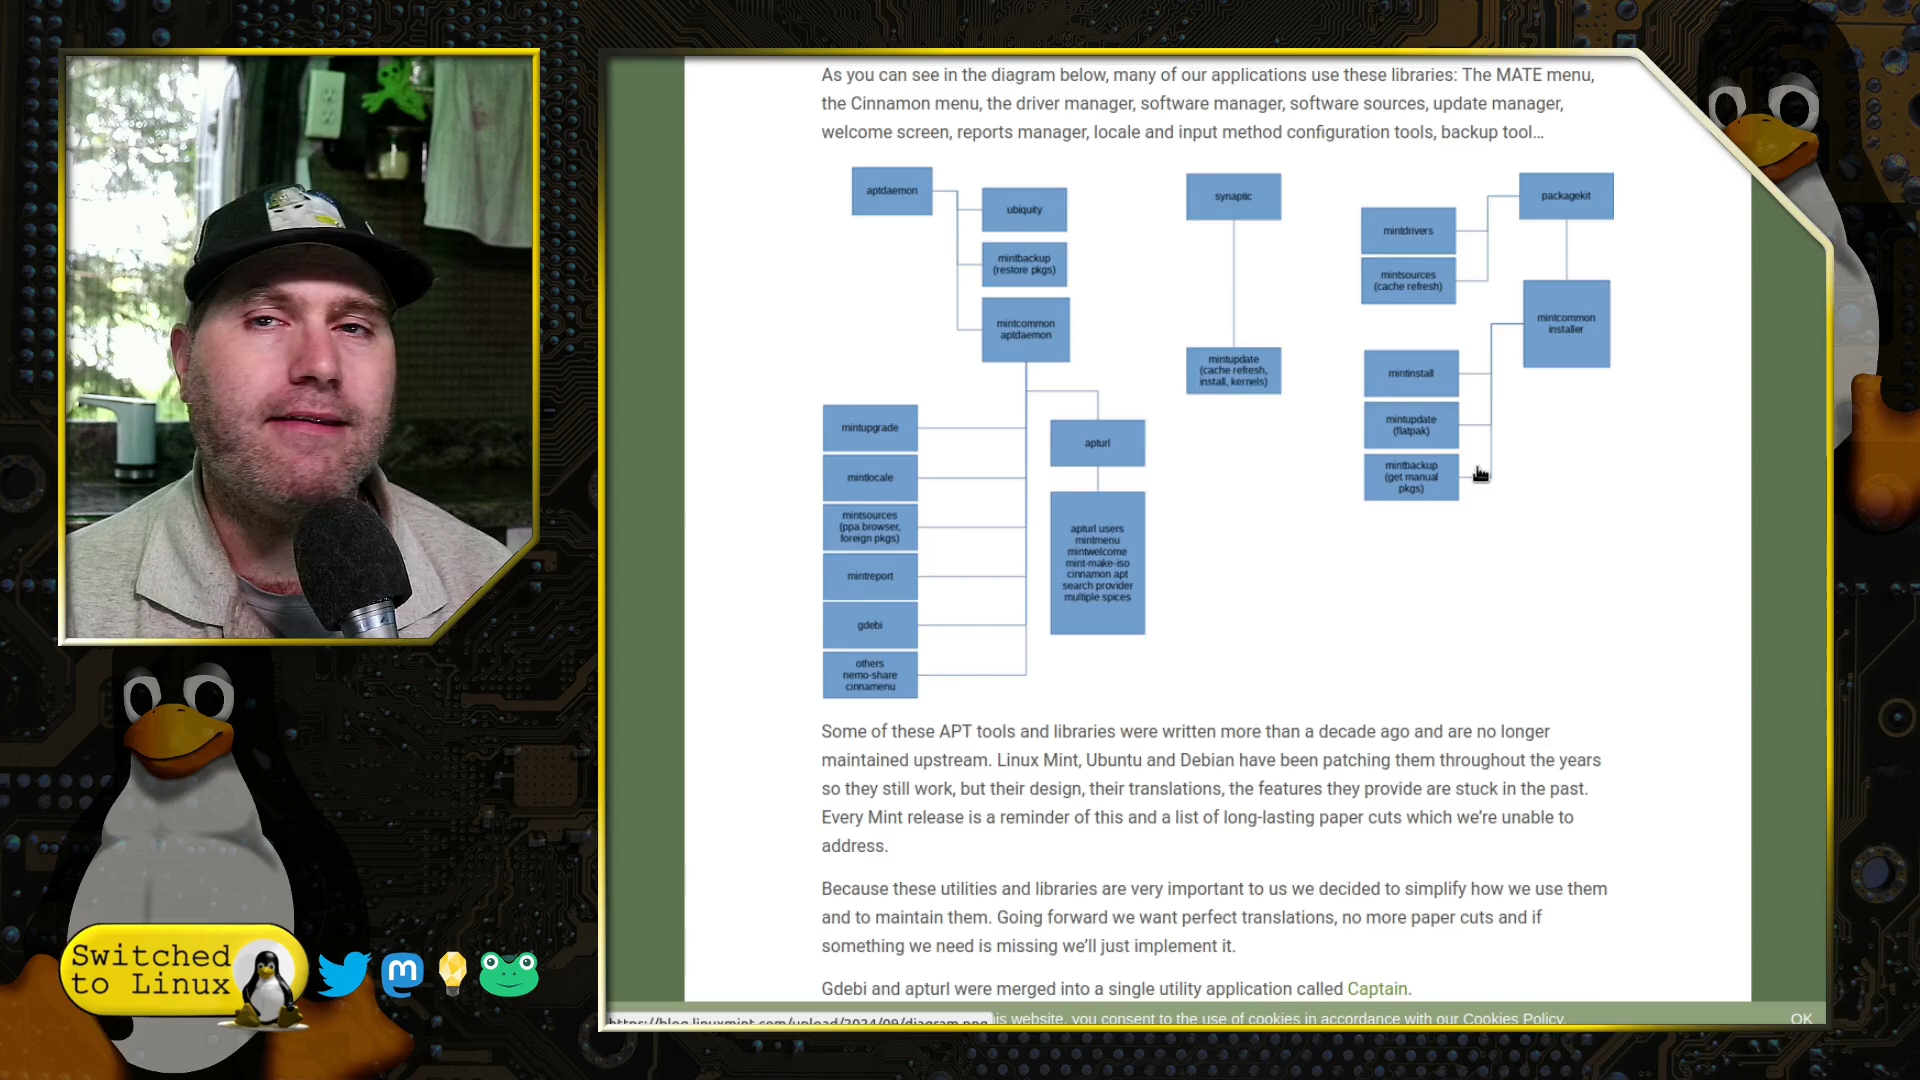 As you can see in the diagram below, many of our applications use these libraries: The MATE menu,
the Cinnamon menu, the driver manager, software manager, software sources, update manager,
welcome screen, reports manager, locale and input method configuration tools, backup tool…
aptdaemon
ubiquity
mintbackup
(restore pkgs)
mintcommon
aptdaemon
mintupgrade
mintlocale
mintsources
(ppa browser,
foreign pkgs)
mintreport
gdebi
others
nemo-share
cinnamenu
apturl
apturl users
mintmenu
mintwelcome
mint-make-iso
cinnamon apt
search provider
multiple spices
synaptic
mintupdate
(cache refresh,
install, kernels)
packagekit
mintdrivers
mintsources
(cache refresh)
mintcommon
installer
mintinstall
mintupdate
(flatpak)
mintbackup
(get manual
pkgs)
Some of these APT tools and libraries were written more than a decade ago and are no longer
maintained upstream. Linux Mint, Ubuntu and Debian have been patching them throughout the years
so they still work, but their design, their translations, the features they provide are stuck in the past.
Every Mint release is a reminder of this and a list of long-lasting paper cuts which we're unable to
address.
Because these utilities and libraries are very important to us we decided to simplify how we use them
and to maintain them. Going forward we want perfect translations, no more paper cuts and if
something we need is missing we'll just implement it.
Gdebi and apturl were merged into a single utility application called Captain.
https://blog.linuxmint.com/upload/2024/09/diagram.png
is website, you consent to the use of cookies in accordance with our Cookies Policy.
OK
Switched
to Linux